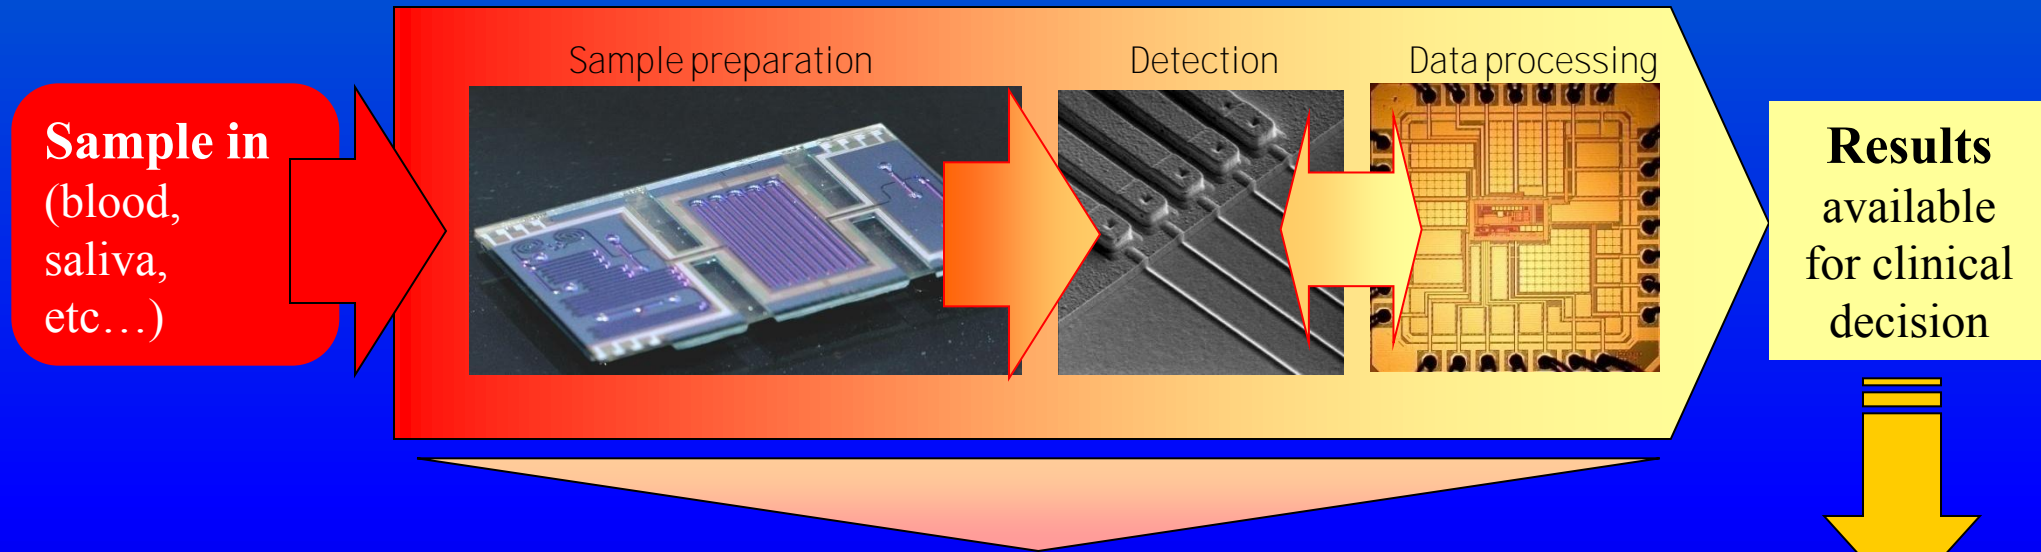 Sample preparation
Detection
Data processing
Sample in
(blood,
saliva,
etc…)
Results
available
for clinical
decision